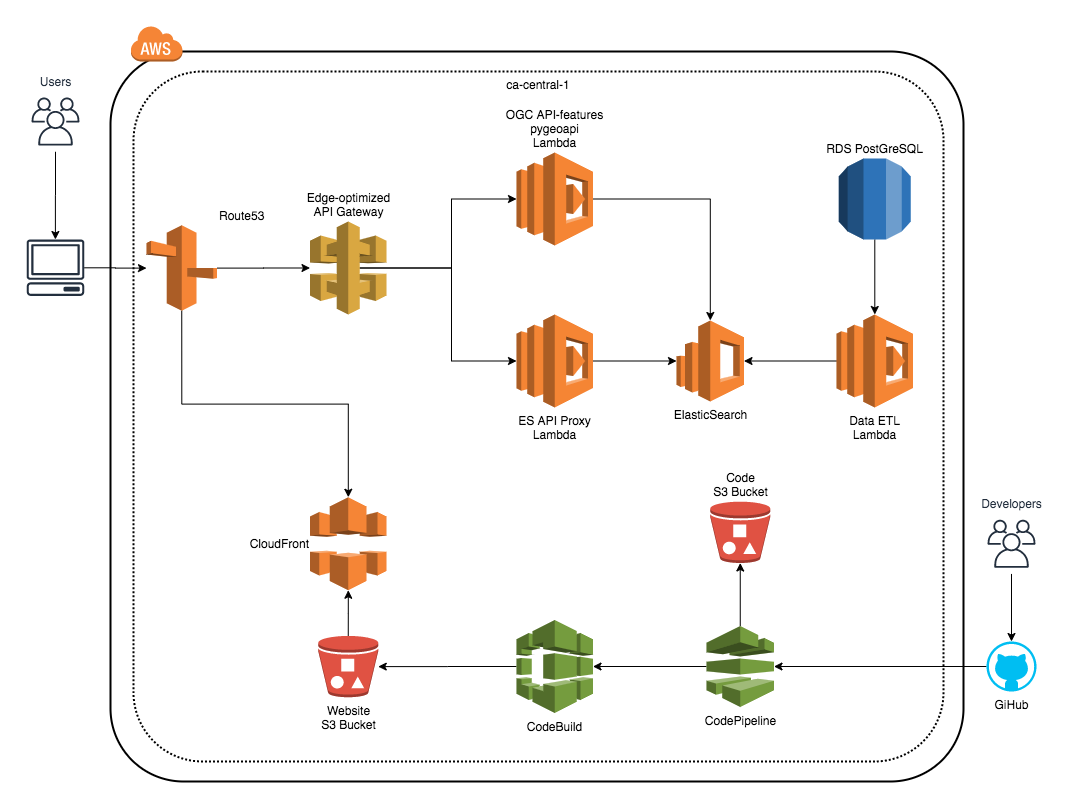 AWS
Users
ca-central-1
OGC API-features
pygeoapi
Lambda
RDS PostGreSQL
Edge-optimized
API Gateway
Route53
ES API Proxy
Lambda
ElasticSearch
Data ETL
Lambda
Code
S3 Bucket
Developers
CloudFront
Website
S3 Bucket
CodeBuild
CodePipeline
GiHub